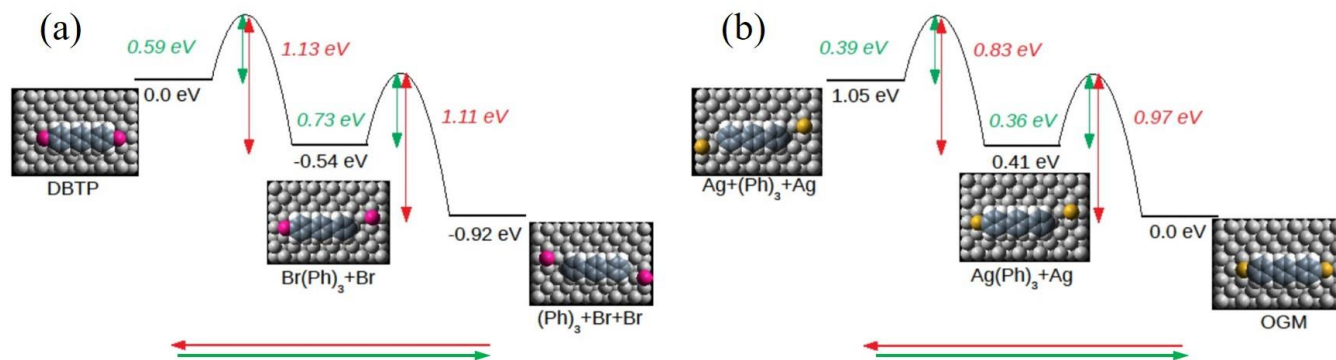 (a)
0.59 eV
1.13 eV
0.0 eV
DBTP
0.73 eV
1.11 eV
-0.54 eV
Br(Ph)₃+Br
-0.92 eV
(Ph)₃+Br+Br
(b)
0.39 eV
0.83 eV
1.05 eV
Ag+(Ph)₃+Ag
0.36 eV
0.97 eV
0.41 eV
Ag(Ph)₃+Ag
0.0 eV
OGM